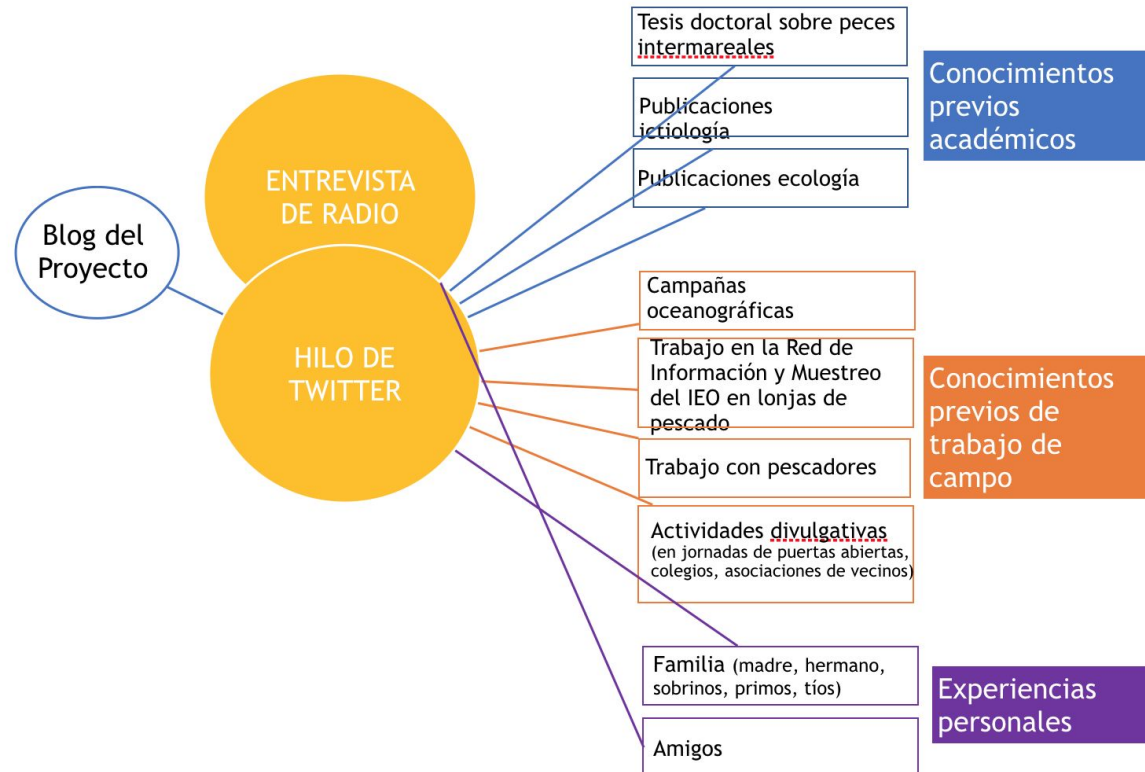 Blog del
Proyecto
ENTREVISTA
DE RADIO
HILO DE
TWITTER
Tesis doctoral sobre peces
intermareales
Publicaciones
ictiología
Publicaciones ecología
Conocimientos
previos
académicos
Campañas
oceanográficas
Trabajo en la Red de
Información y Muestreo
del IEO en lonjas de
pescado
Trabajo con pescadores
Actividades divulgativas
(en jornadas de puertas abiertas,
colegios, asociaciones de vecinos)
Conocimientos
previos de
trabajo de
campo
Familia (madre, hermano,
sobrinos, primos, tíos)
Amigos
Experiencias
personales